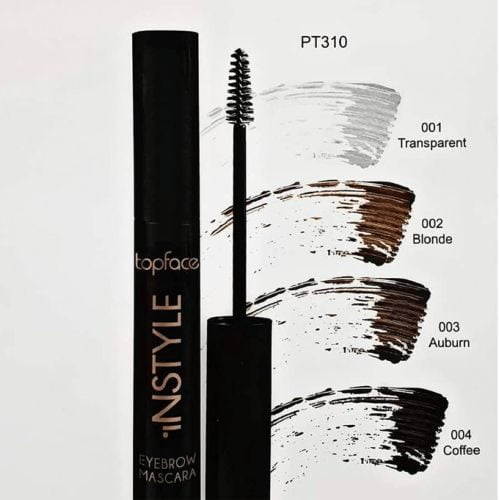 PT310
001
Transparent
002
Blonde
003
Auburn
004
Coffee
topface
iNSTYLE
EYEBROW
MASCARA